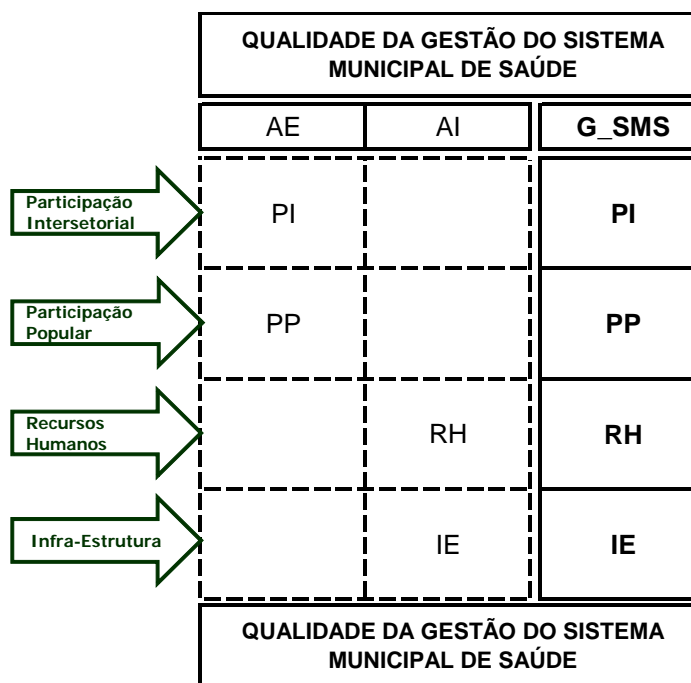 QUALIDADE DA GESTÃO DO SISTEMA
MUNICIPAL DE SAÚDE
AE AI G_SMS
Participação
Intersetorial
PI PI
Participação
Popular
PP PP
Recursos
Humanos
RH RH
Infra-Estrutura
IE IE
QUALIDADE DA GESTÃO DO SISTEMA
MUNICIPAL DE SAÚDE